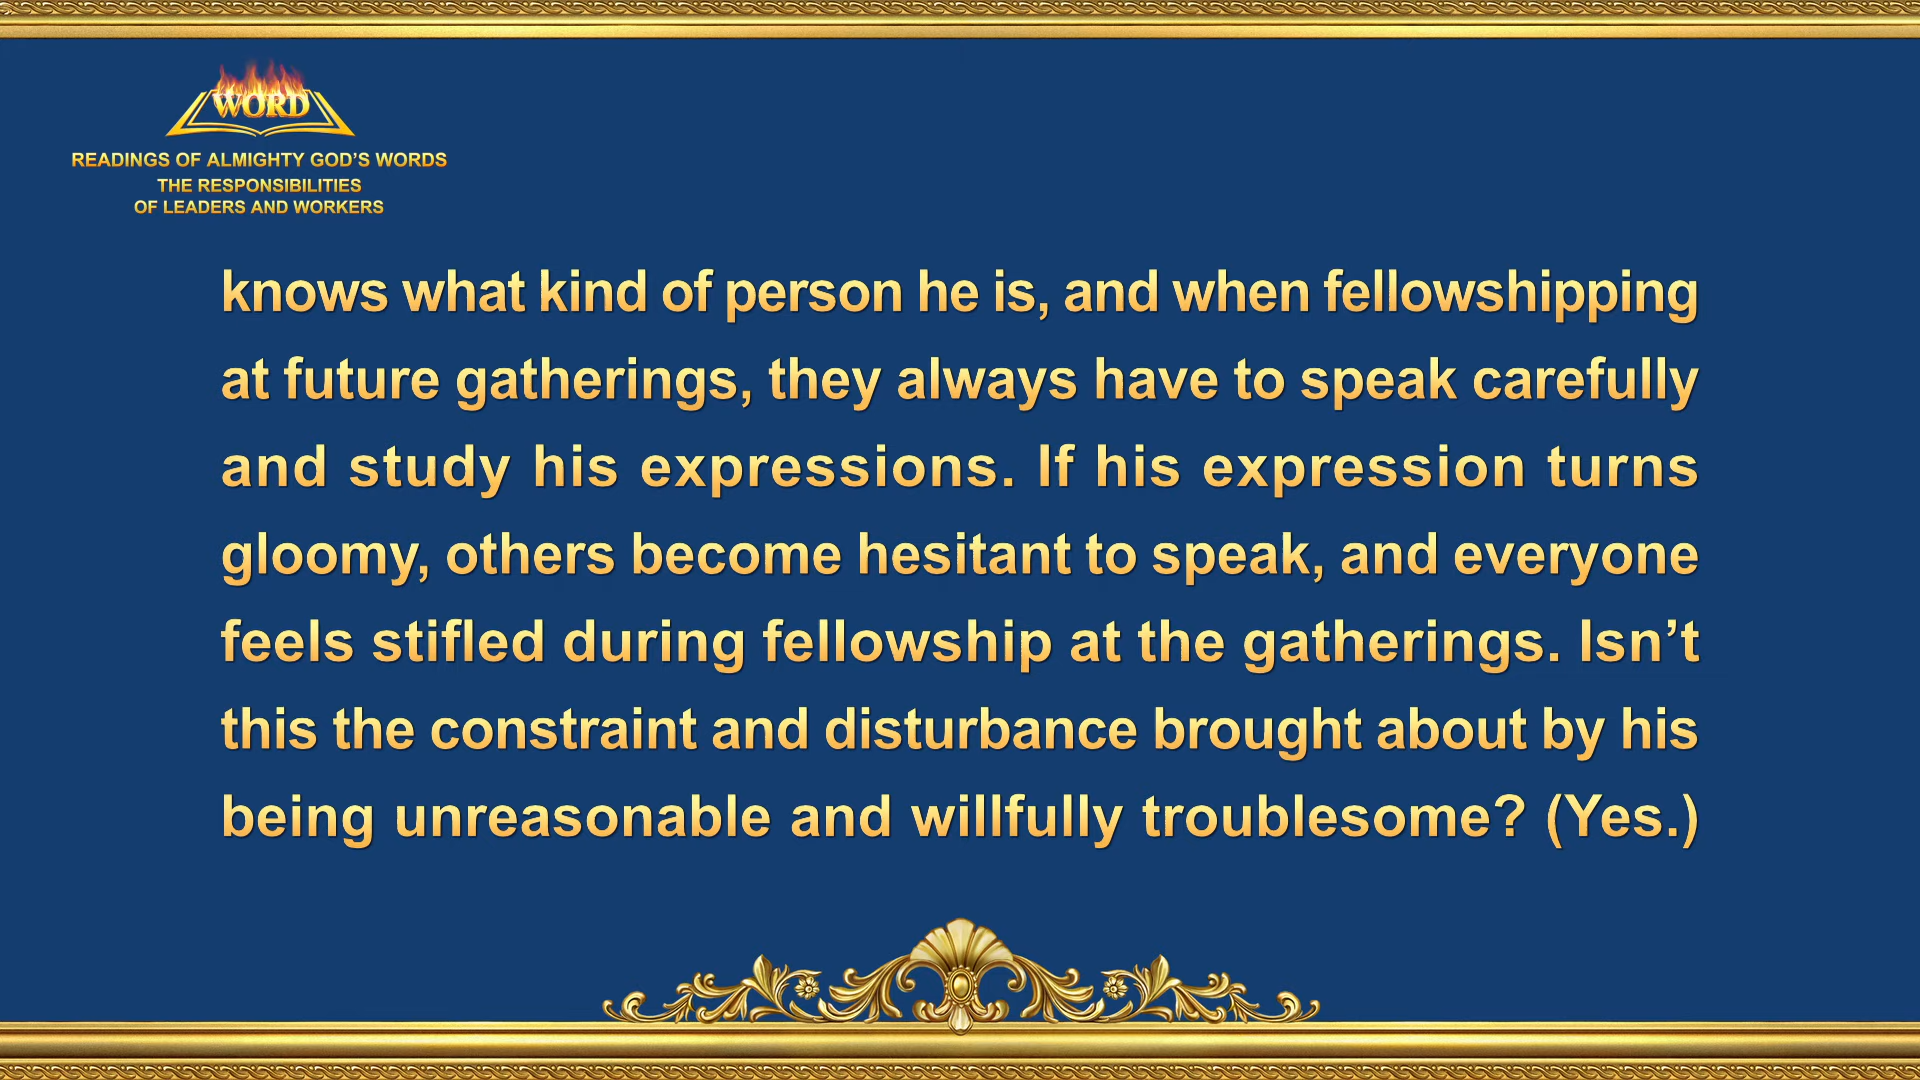 WORD
READINGS OF ALMIGHTY GOD’S WORDS
THE RESPONSIBILITIES
OF LEADERS AND WORKERS
knows what kind of person he is, and when fellowshipping
at future gatherings, they always have to speak carefully
and study his expressions. If his expression turns
gloomy, others become hesitant to speak, and everyone
feels stifled during fellowship at the gatherings. Isn’t
this the constraint and disturbance brought about by his
being unreasonable and willfully troublesome? (Yes.)